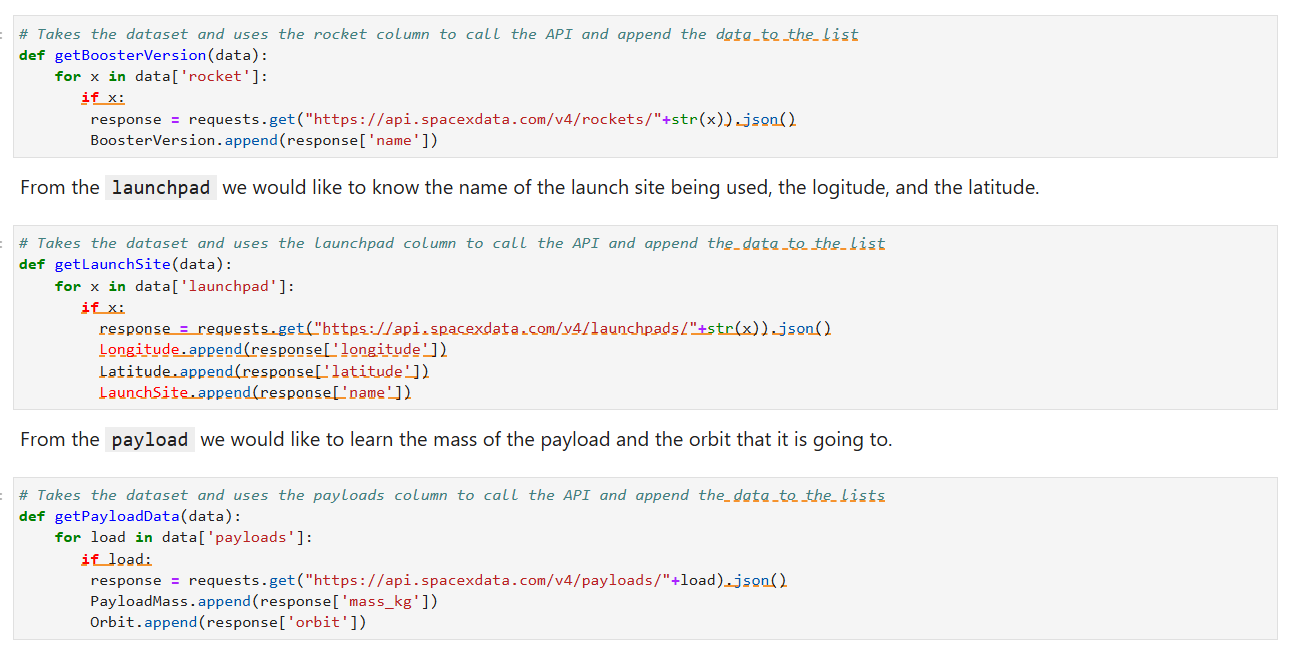 # Takes the dataset and uses the rocket column to call the API and append the data to the list
def getBoosterVersion(data):
    for x in data['rocket']:
       if x:
        response = requests.get("https://api.spacexdata.com/v4/rockets/"+str(x)).json()
        BoosterVersion.append(response['name'])
From the launchpad we would like to know the name of the launch site being used, the logitude, and the latitude.
# Takes the dataset and uses the launchpad column to call the API and append the data to the list
def getLaunchSite(data):
    for x in data['launchpad']:
       if x:
         response = requests.get("https://api.spacexdata.com/v4/launchpads/"+str(x)).json()
         Longitude.append(response['longitude'])
         Latitude.append(response['latitude'])
         LaunchSite.append(response['name'])
From the payload we would like to learn the mass of the payload and the orbit that it is going to.
# Takes the dataset and uses the payloads column to call the API and append the data to the lists
def getPayloadData(data):
    for load in data['payloads']:
       if load:
        response = requests.get("https://api.spacexdata.com/v4/payloads/"+load).json()
        PayloadMass.append(response['mass_kg'])
        Orbit.append(response['orbit'])